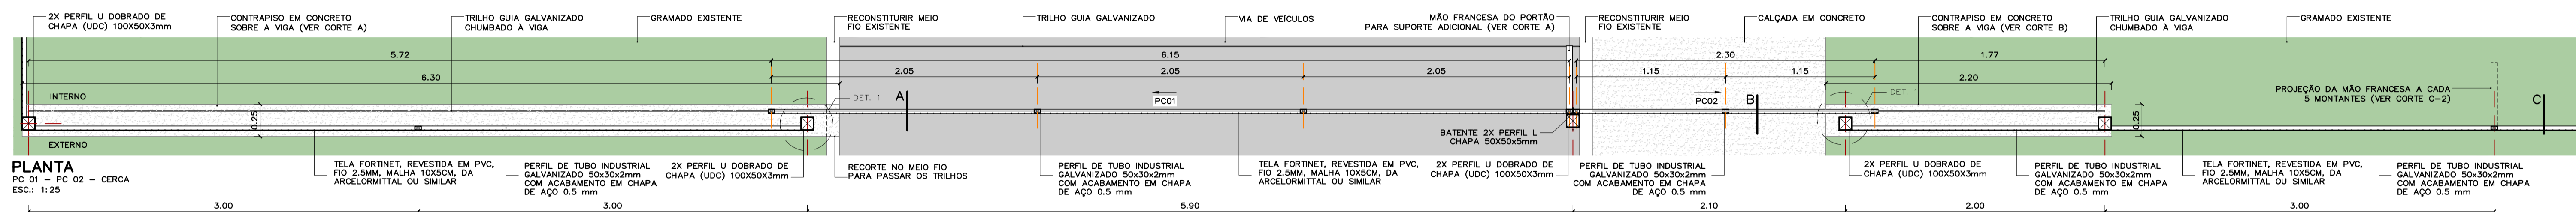 2X PERFIL U DOBRADO DE
CHAPA (UDC) 100X50X3mm
CONTRAPISO EM CONCRETO
SOBRE A VIGA (VER CORTE A)
TRILHO GUIA GALVANIZADO
CHUMBADO À VIGA
GRAMADO EXISTENTE
RECONSTITURIR MEIO
FIO EXISTENTE
TRILHO GUIA GALVANIZADO
VIA DE VEÍCULOS
MÃO FRANCESA DO PORTÃO
PARA SUPORTE ADICIONAL (VER CORTE A)
RECONSTITURIR MEIO
FIO EXISTENTE
CALÇADA EM CONCRETO
CONTRAPISO EM CONCRETO
SOBRE A VIGA (VER CORTE B)
TRILHO GUIA GALVANIZADO
CHUMBADO À VIGA
GRAMADO EXISTENTE
5.72
6.15
2.30
1.77
6.30
2.05
2.05
2.05
1.15
1.15
2.20
INTERNO
DET. 1
A
PC01
PC02
B
DET. 1
PROJEÇÃO DA MÃO FRANCESA A CADA
5 MONTANTES (VER CORTE C-2)
C
0.25
0.25
BATENTE 2X PERFIL L
CHAPA 50X50x5mm
EXTERNO
PLANTA
PC 01 – PC 02 – CERCA
ESC.: 1:25
TELA FORTINET, REVESTIDA EM PVC,
FIO 2.5MM, MALHA 10X5CM, DA
ARCELORMITTAL OU SIMILAR
PERFIL DE TUBO INDUSTRIAL
GALVANIZADO 50x30x2mm
COM ACABAMENTO EM CHAPA
DE AÇO 0.5 mm
2X PERFIL U DOBRADO DE
CHAPA (UDC) 100X50X3mm
RECORTE NO MEIO FIO
PARA PASSAR OS TRILHOS
PERFIL DE TUBO INDUSTRIAL
GALVANIZADO 50x30x2mm
COM ACABAMENTO EM CHAPA
DE AÇO 0.5 mm
TELA FORTINET, REVESTIDA EM PVC,
FIO 2.5MM, MALHA 10X5CM, DA
ARCELORMITTAL OU SIMILAR
2X PERFIL U DOBRADO DE
CHAPA (UDC) 100X50X3mm
PERFIL DE TUBO INDUSTRIAL
GALVANIZADO 50x30x2mm
COM ACABAMENTO EM CHAPA
DE AÇO 0.5 mm
2X PERFIL U DOBRADO DE
CHAPA (UDC) 100X50X3mm
PERFIL DE TUBO INDUSTRIAL
GALVANIZADO 50x30x2mm
COM ACABAMENTO EM CHAPA
DE AÇO 0.5 mm
TELA FORTINET, REVESTIDA EM PVC,
FIO 2.5MM, MALHA 10X5CM, DA
ARCELORMITTAL OU SIMILAR
PERFIL DE TUBO INDUSTRIAL
GALVANIZADO 50x30x2mm
COM ACABAMENTO EM CHAPA
DE AÇO 0.5 mm
3.00
3.00
5.90
2.10
2.00
3.00